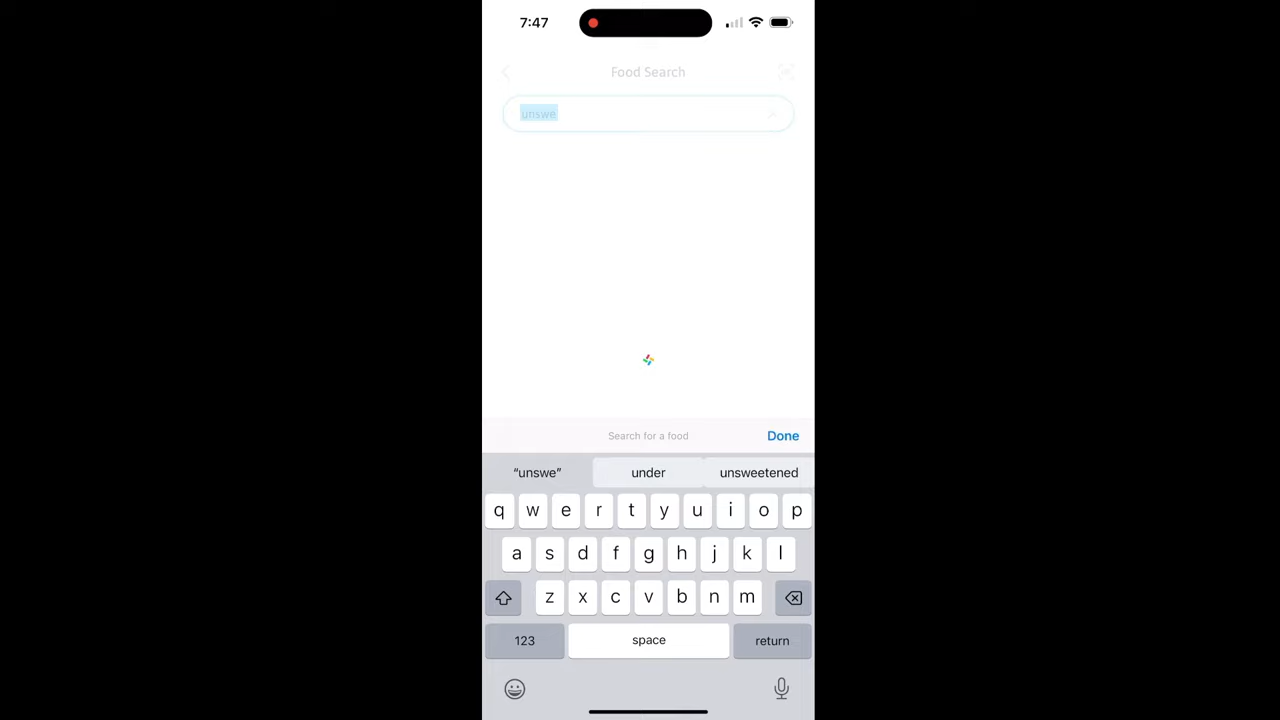 7:47
Food Search
unswe
Search for a food
Done
“unswe”
under
unsweetened
q w e r t y u i o p
a s d f g h j k l
z x c v b n m
123
space
return